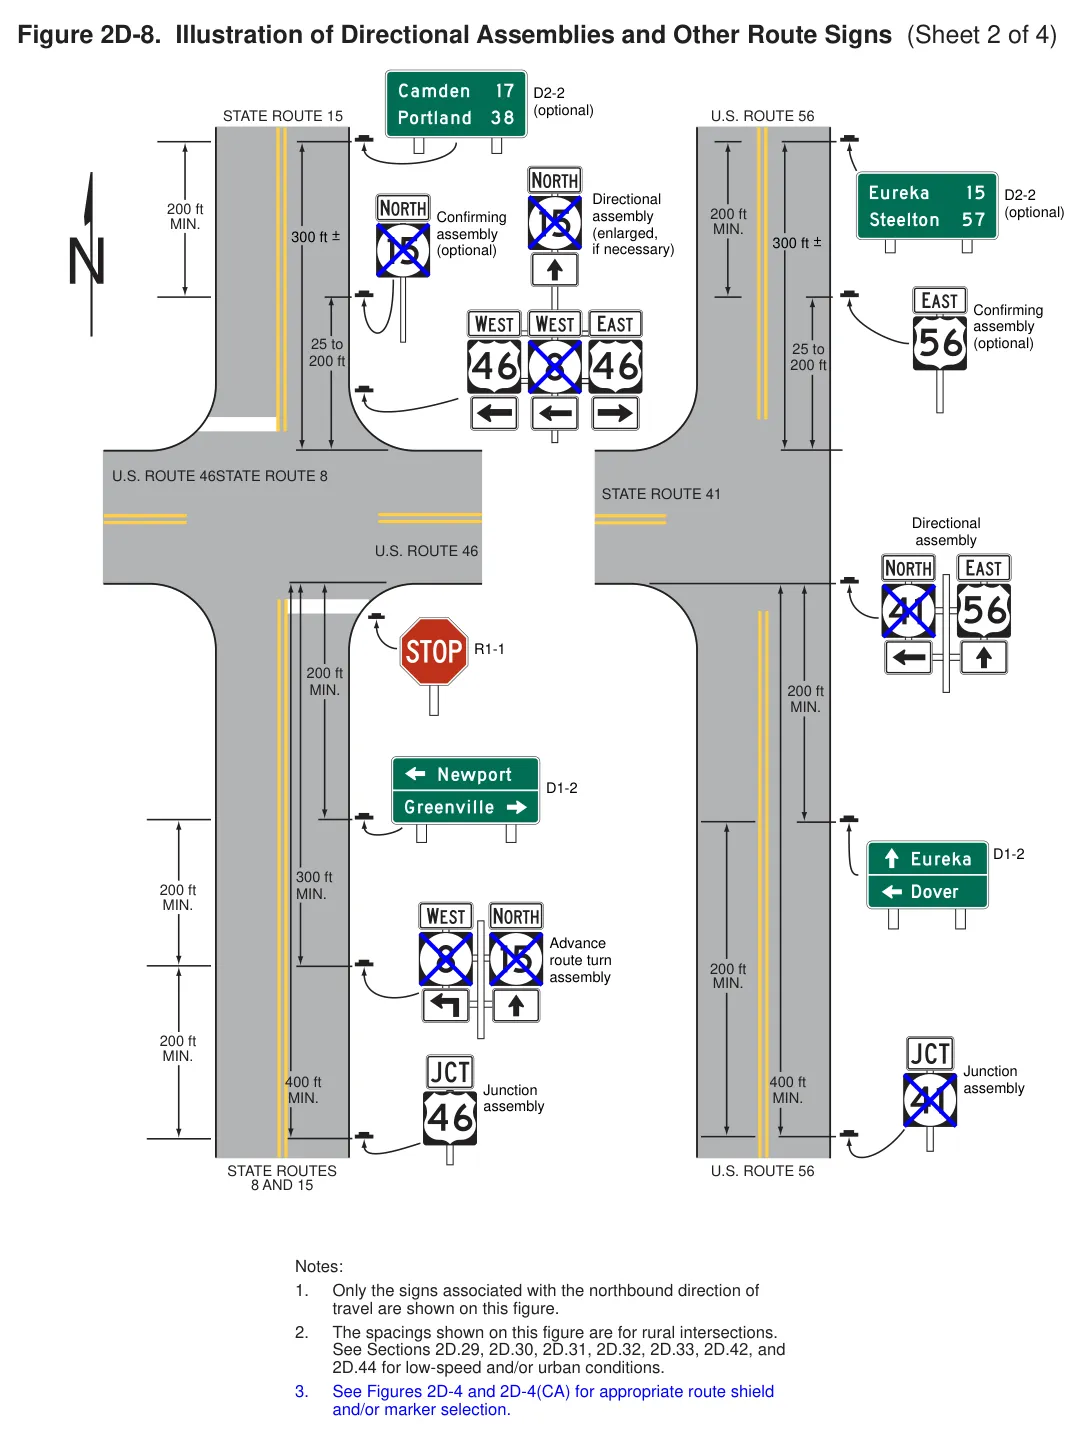 Figure 2D-8.  Illustration of Directional Assemblies and Other Route Signs  (Sheet 2 of 4)
STATE ROUTE 15
Camden 17
Portland 38
D2-2
(optional)
200 ft
MIN.
300 ft ±
N
NORTH
15
Confirming
assembly
(optional)
NORTH
15
Directional
assembly
(enlarged,
if necessary)
25 to
200 ft
WEST WEST EAST
46 8 46
U.S. ROUTE 46STATE ROUTE 8
U.S. ROUTE 46
200 ft
MIN.
STOP
R1-1
Newport
Greenville
D1-2
300 ft
MIN.
200 ft
MIN.
WEST NORTH
8 15
Advance
route turn
assembly
200 ft
MIN.
400 ft
MIN.
JCT
46
Junction
assembly
STATE ROUTES
8 AND 15
U.S. ROUTE 56
200 ft
MIN.
300 ft ±
Eureka 15
Steelton 57
D2-2
(optional)
EAST
56
Confirming
assembly
(optional)
25 to
200 ft
STATE ROUTE 41
Directional
assembly
NORTH EAST
41 56
200 ft
MIN.
Eureka
Dover
D1-2
200 ft
MIN.
400 ft
MIN.
JCT
41
Junction
assembly
U.S. ROUTE 56
Notes:
1. Only the signs associated with the northbound direction of
travel are shown on this figure.
2. The spacings shown on this figure are for rural intersections.
See Sections 2D.29, 2D.30, 2D.31, 2D.32, 2D.33, 2D.42, and
2D.44 for low-speed and/or urban conditions.
3. See Figures 2D-4 and 2D-4(CA) for appropriate route shield
and/or marker selection.